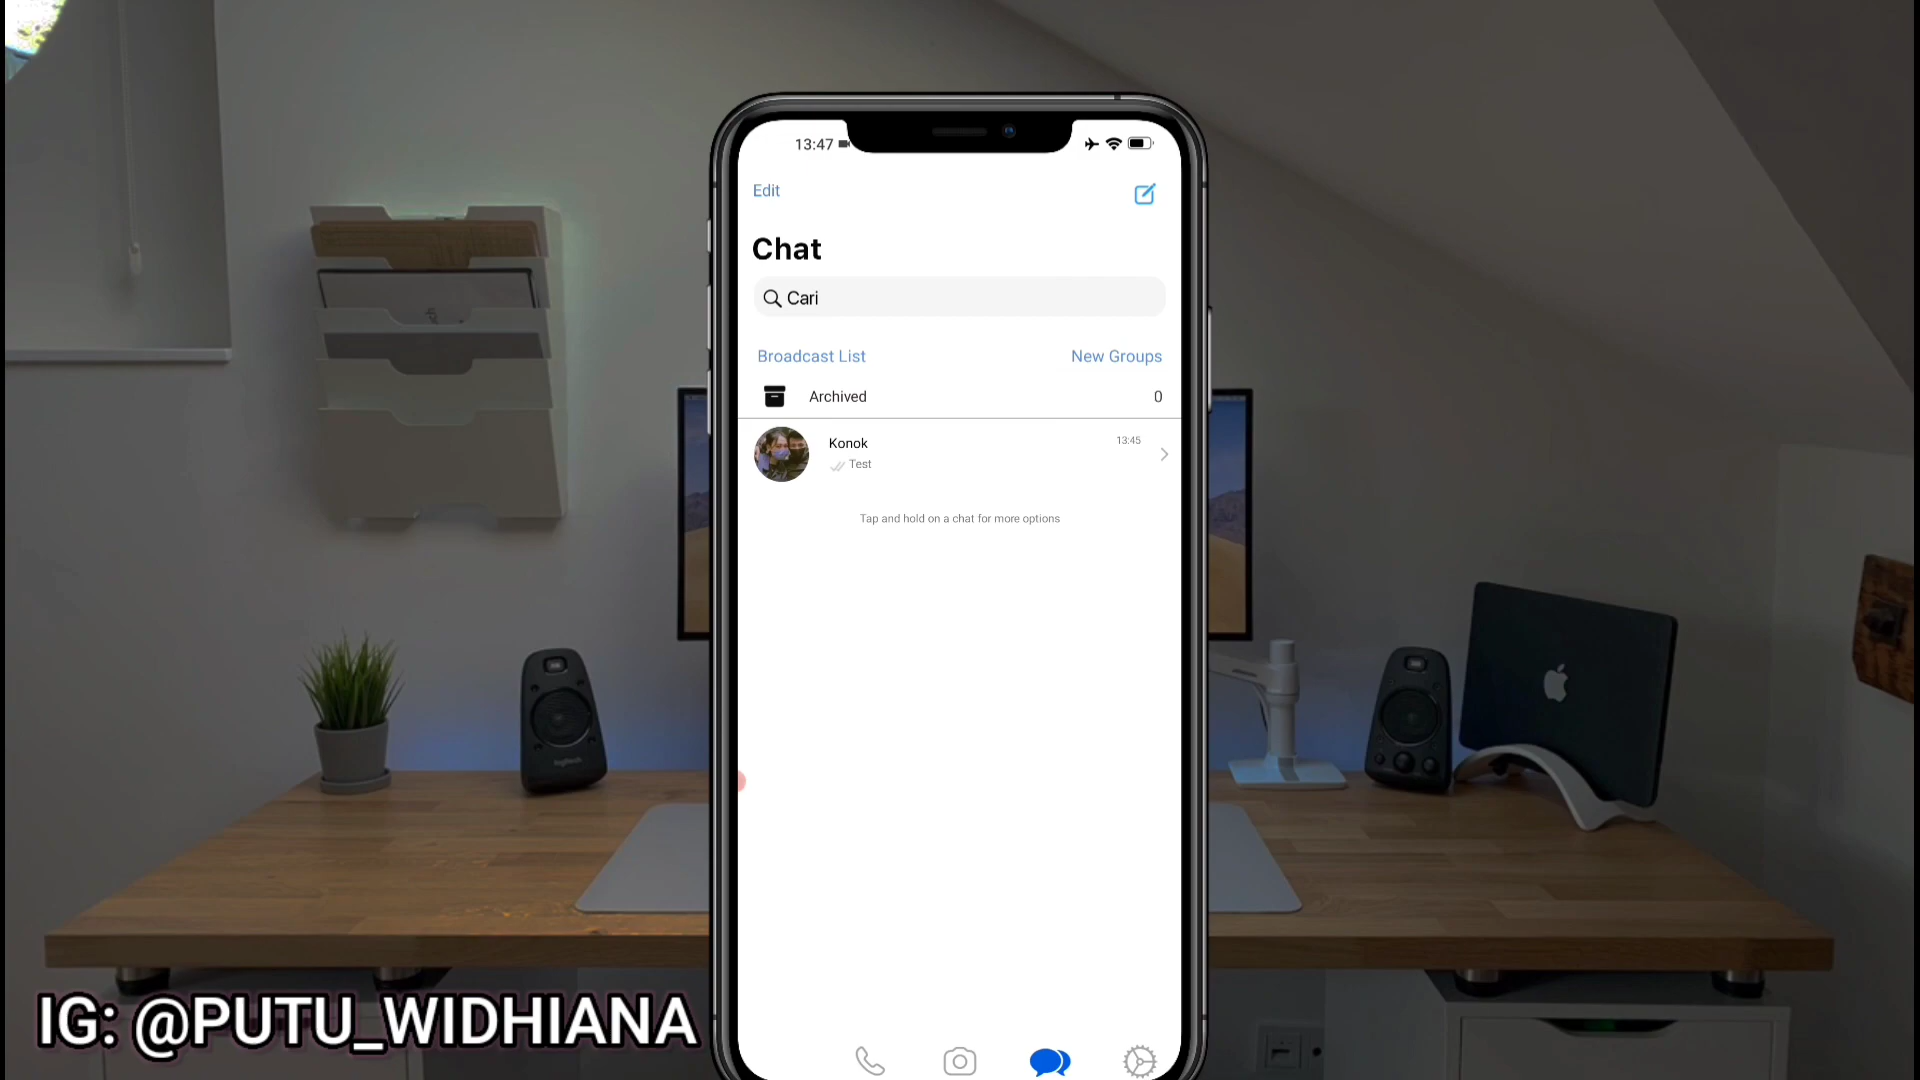 13:47
Edit
Chat
Cari
Broadcast List
New Groups
Archived
0
Konok
13:45
Test
Tap and hold on a chat for more options
logitech
IG: @PUTU_WIDHIANA